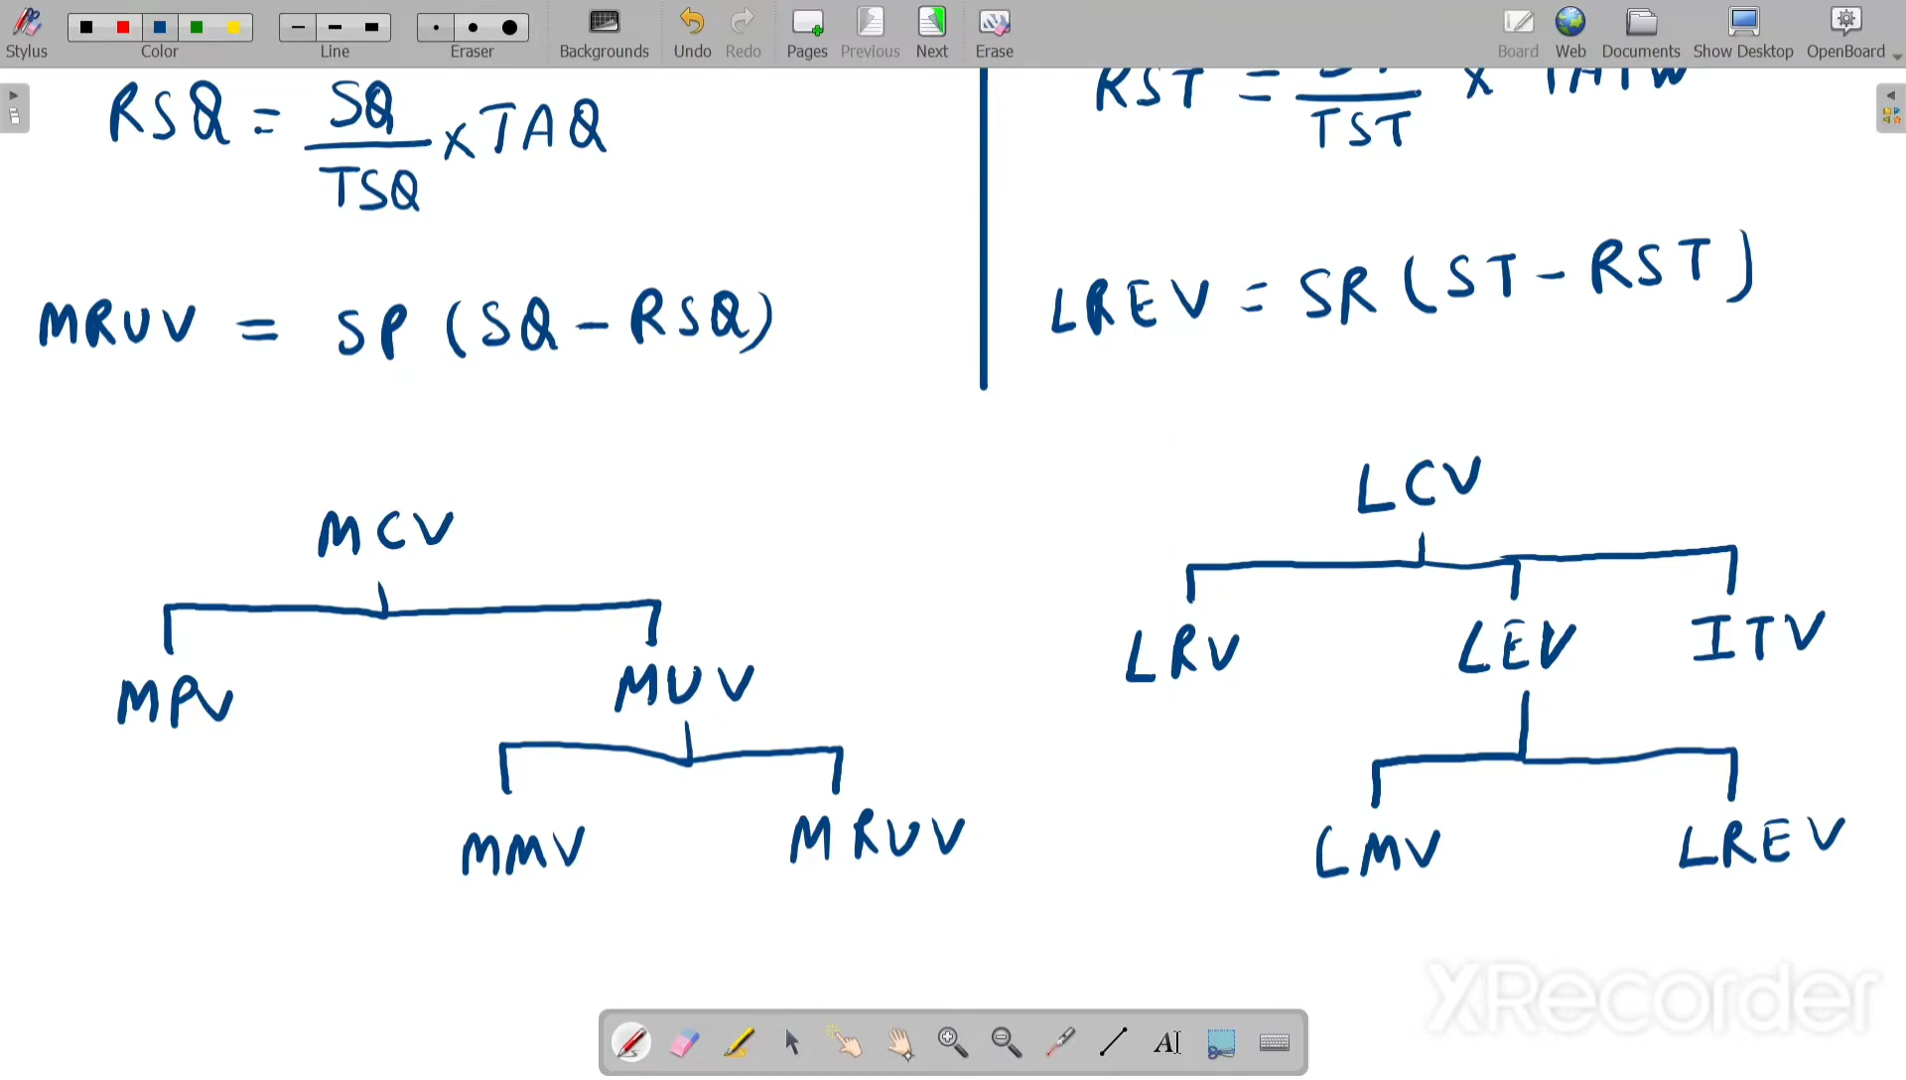 Stylus Color Line Eraser Backgrounds Undo Redo Pages Previous Next Erase Board Web Documents Show Desktop OpenBoard
RSQ = SQ / TSQ × TAQ
MRUV = SP (SQ - RSQ)
RST = / TST × TATW
LREV = SR (ST - RST)
MCV
MPV MUV
MMV MRUV
LCV
LRV LEV ITV
LMV LREV
XRecorder